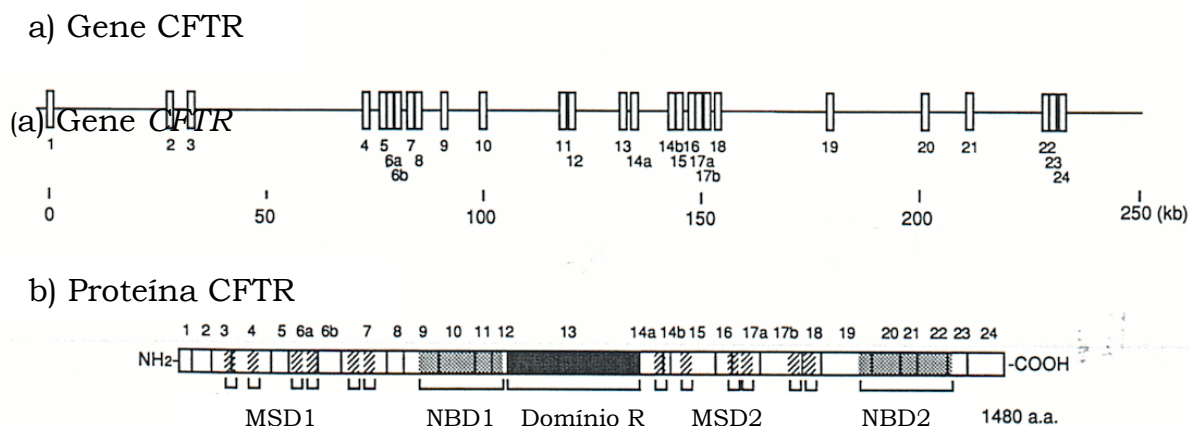 a) Gene CFTR
(a) Gene CFTR
1 2 3 4 5 7 9 10 11 13 14b 16 18 19 20 21 22
6a 8 12 14a 15 17a 23
6b 17b 24
0 50 100 150 200 250 (kb)
b) Proteína CFTR
1 2 3 4 5 6a 6b 7 8 9 10 11 12 13 14a 14b 15 16 17a 17b 18 19 20 21 22 23 24
NH2- -COOH
MSD1 NBD1 Domínio R MSD2 NBD2 1480 a.a.